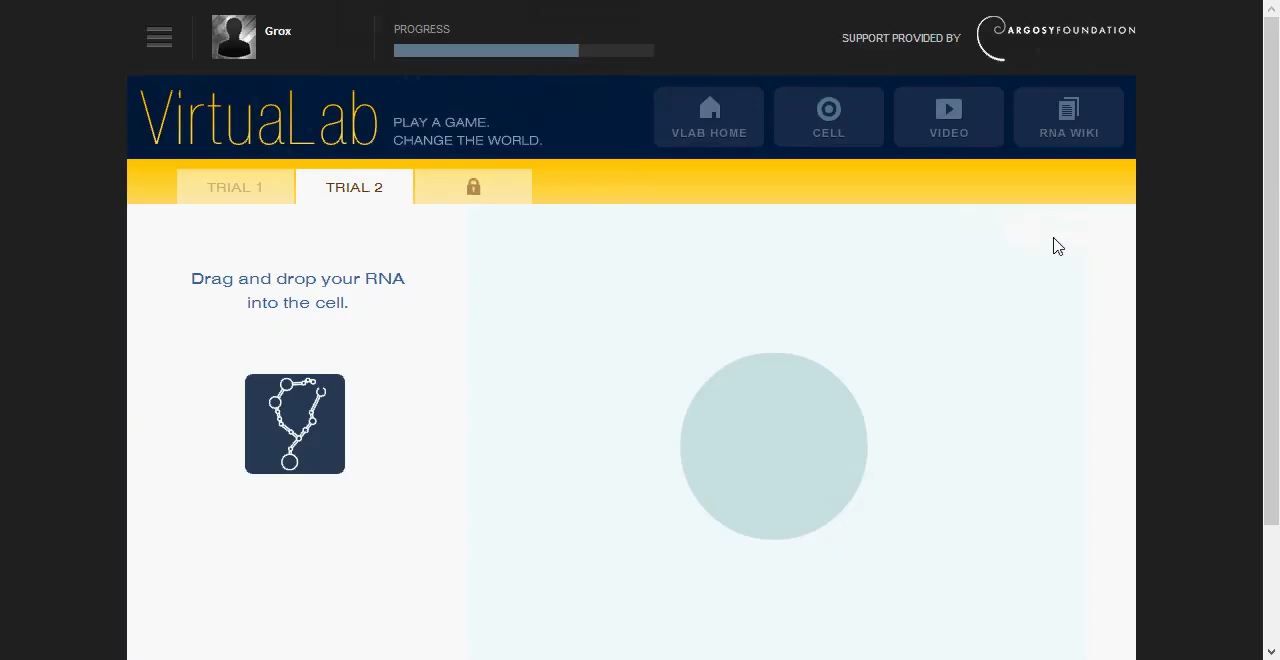 Grox
PROGRESS
SUPPORT PROVIDED BY
ARGOSYFOUNDATION
VirtuaLab
PLAY A GAME.
CHANGE THE WORLD.
VLAB HOME
CELL
VIDEO
RNA WIKI
TRIAL 1
TRIAL 2
Drag and drop your RNA
into the cell.